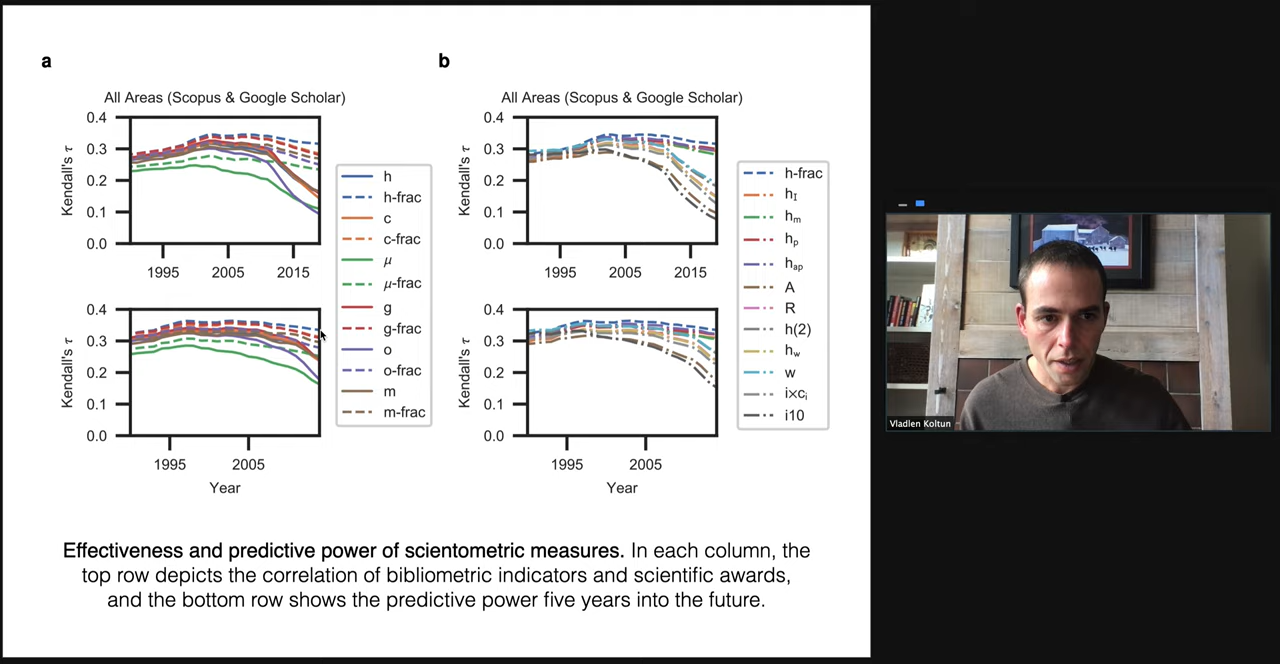 a
All Areas (Scopus & Google Scholar)
0.4
0.3
0.2
0.1
0.0
Kendall's τ
1995
2005
2015
0.4
0.3
0.2
0.1
0.0
Kendall's τ
1995
2005
Year
h
h-frac
c
c-frac
μ
μ-frac
g
g-frac
o
o-frac
m
m-frac
b
All Areas (Scopus & Google Scholar)
0.4
0.3
0.2
0.1
0.0
Kendall's τ
1995
2005
2015
0.4
0.3
0.2
0.1
0.0
Kendall's τ
1995
2005
Year
h-frac
hI
hm
hp
hap
A
R
h(2)
hw
w
i×ci
i10
Effectiveness and predictive power of scientometric measures. In each column, the
top row depicts the correlation of bibliometric indicators and scientific awards,
and the bottom row shows the predictive power five years into the future.
Vladlen Koltun